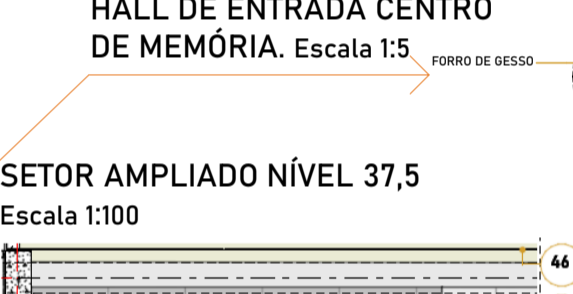 HALL DE ENTRADA CENTRO
DE MEMÓRIA. Escala 1:5
FORRO DE GESSO
SETOR AMPLIADO NÍVEL 37,5
Escala 1:100
46